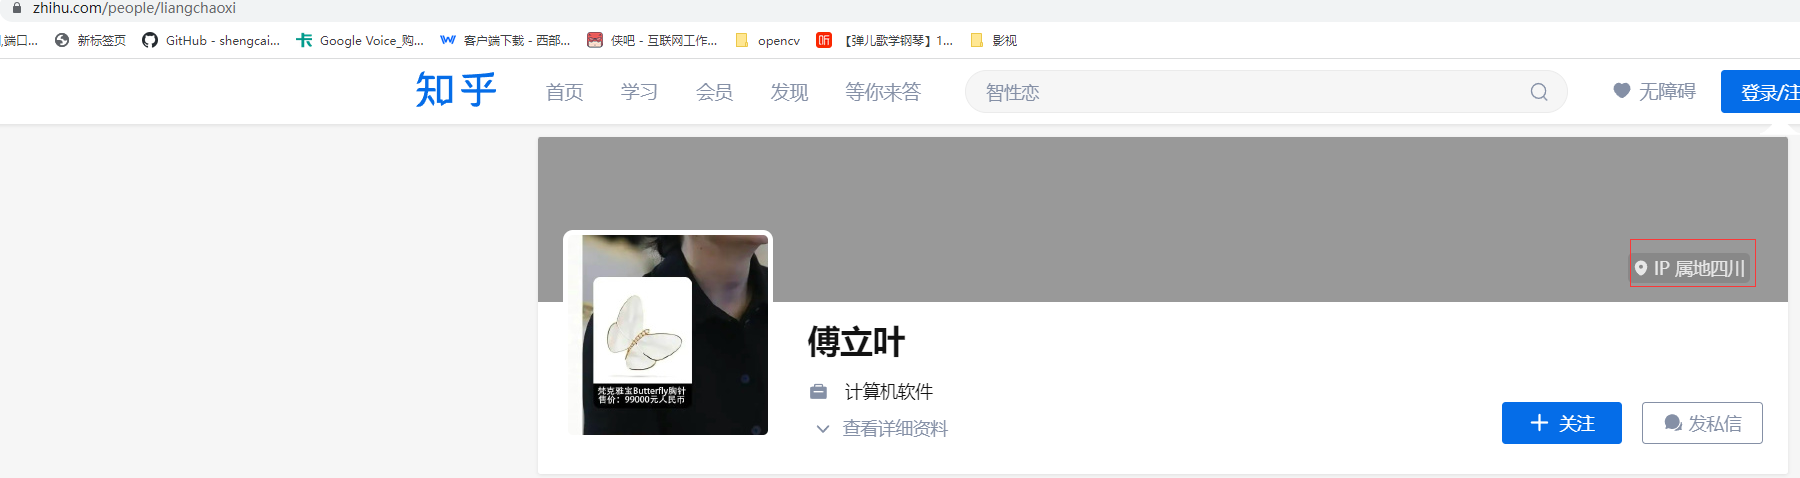 zhihu.com/people/liangchaoxi
端口... 新标签页 GitHub - shengcai... Google Voice_购... 客户端下载 - 西部... 侠吧 - 互联网工作... opencv 【弹儿歌学钢琴】1... 影视
知乎 首页 学习 会员 发现 等你来答 智性恋 无障碍 登录/注
IP 属地四川
梵克雅宝Butterfly胸针
售价：99000元人民币
傅立叶
计算机软件
查看详细资料
关注 发私信